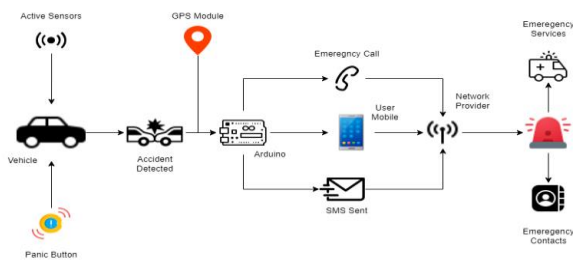 Active Sensors
GPS Module
Emeregncy Call
Emeregency
Services
User
Mobile
Network
Provider
Vehicle
Accident
Detected
Arduino
SMS Sent
Panic Button
Emeregency
Contacts